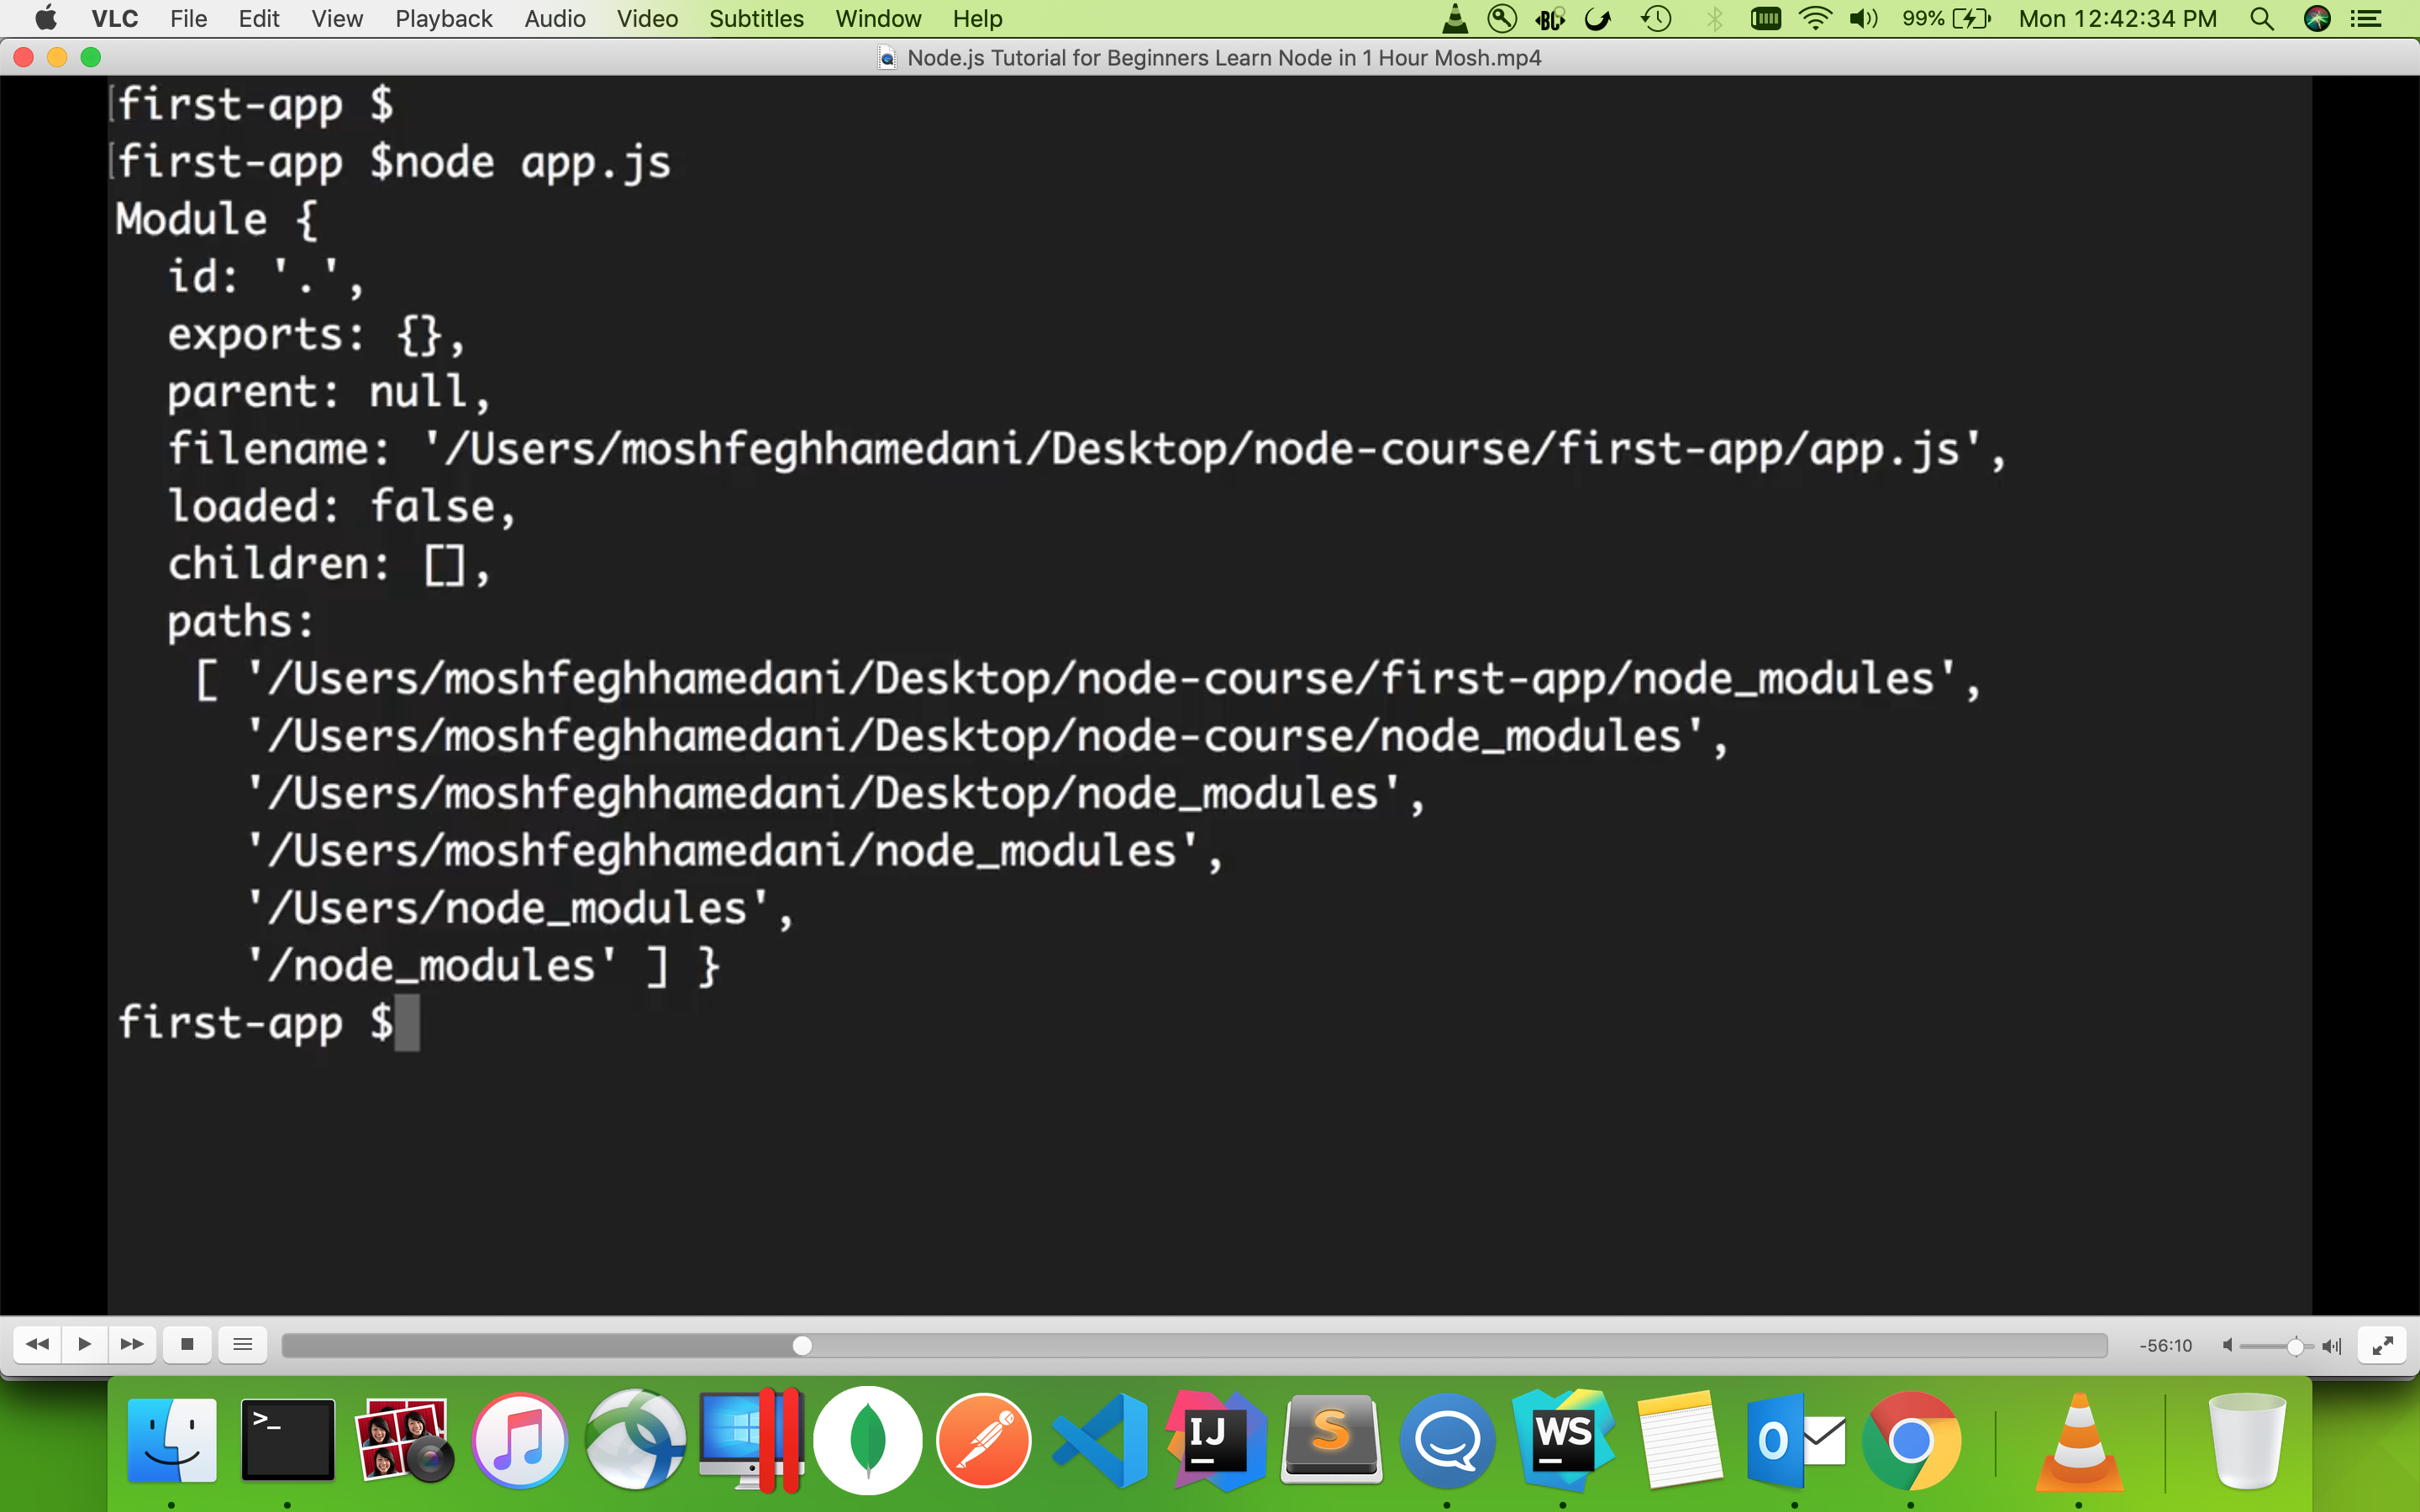 VLC File Edit View Playback Audio Video Subtitles Window Help 99% Mon 12:42:34 PM
Node.js Tutorial for Beginners Learn Node in 1 Hour Mosh.mp4
first-app $
first-app $node app.js
Module {
id: '.',
exports: {},
parent: null,
filename: '/Users/moshfeghhamedani/Desktop/node-course/first-app/app.js',
loaded: false,
children: [],
paths:
[ '/Users/moshfeghhamedani/Desktop/node-course/first-app/node_modules',
'/Users/moshfeghhamedani/Desktop/node-course/node_modules',
'/Users/moshfeghhamedani/Desktop/node_modules',
'/Users/moshfeghhamedani/node_modules',
'/Users/node_modules',
'/node_modules' ] }
first-app $
-56:10
>_ IJ S WS O